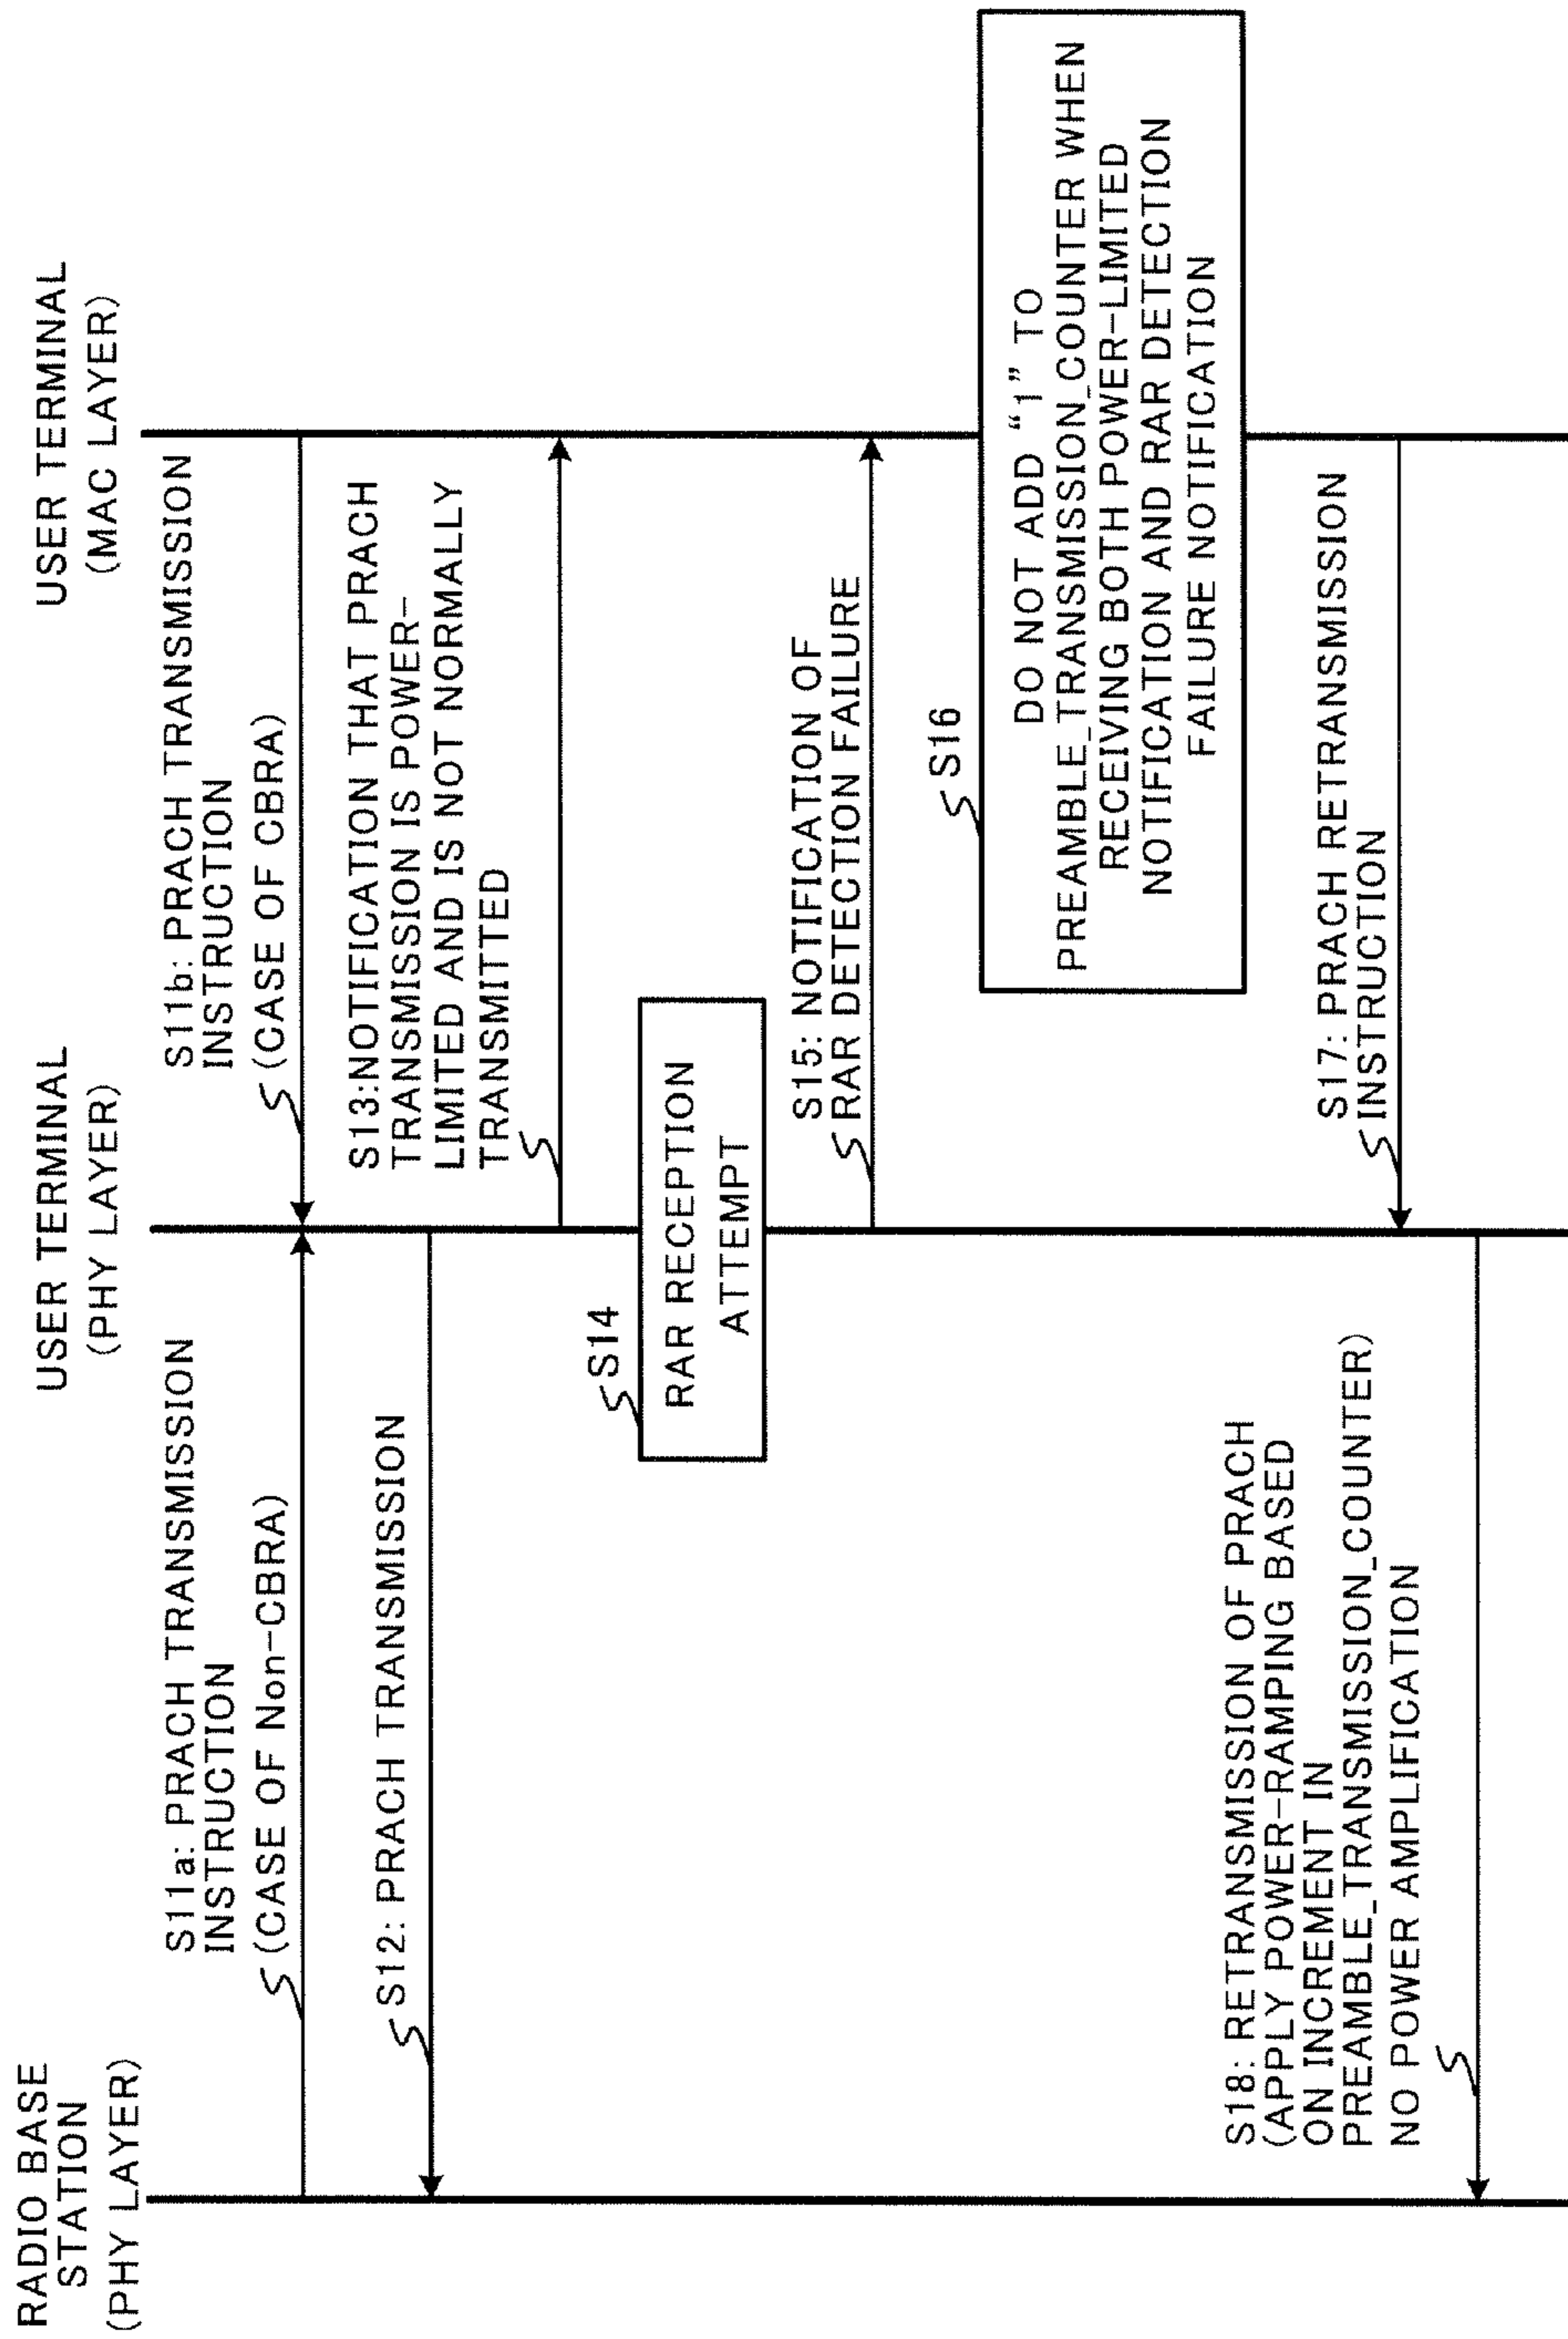 RADIO BASE
STATION
(PHY LAYER)
USER TERMINAL
(PHY LAYER)
USER TERMINAL
(MAC LAYER)
S11a: PRACH TRANSMISSION
INSTRUCTION
(CASE OF Non-CBRA)
S11b: PRACH TRANSMISSION
INSTRUCTION
(CASE OF CBRA)
S12: PRACH TRANSMISSION
S13:NOTIFICATION THAT PRACH
TRANSMISSION IS POWER-
LIMITED AND IS NOT NORMALLY
TRANSMITTED
S14
RAR RECEPTION
ATTEMPT
S15: NOTIFICATION OF
RAR DETECTION FAILURE
S16
DO NOT ADD “1” TO
PREAMBLE_TRANSMISSION_COUNTER WHEN
RECEIVING BOTH POWER-LIMITED
NOTIFICATION AND RAR DETECTION
FAILURE NOTIFICATION
S17: PRACH RETRANSMISSION
INSTRUCTION
S18: RETRANSMISSION OF PRACH
(APPLY POWER-RAMPING BASED
ON INCREMENT IN
PREAMBLE_TRANSMISSION_COUNTER)
NO POWER AMPLIFICATION